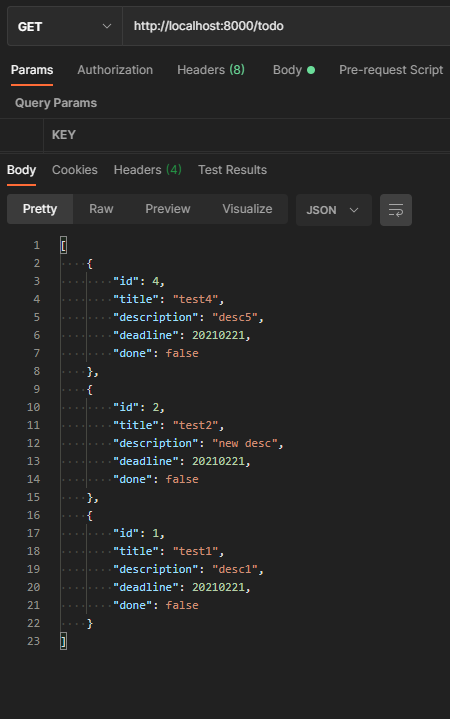 GET http://localhost:8000/todo
Params Authorization Headers (8) Body Pre-request Script
Query Params
KEY
Body Cookies Headers (4) Test Results
Pretty Raw Preview Visualize JSON
1 [
2 {
3 "id": 4,
4 "title": "test4",
5 "description": "desc5",
6 "deadline": 20210221,
7 "done": false
8 },
9 {
10 "id": 2,
11 "title": "test2",
12 "description": "new desc",
13 "deadline": 20210221,
14 "done": false
15 },
16 {
17 "id": 1,
18 "title": "test1",
19 "description": "desc1",
20 "deadline": 20210221,
21 "done": false
22 }
23 ]